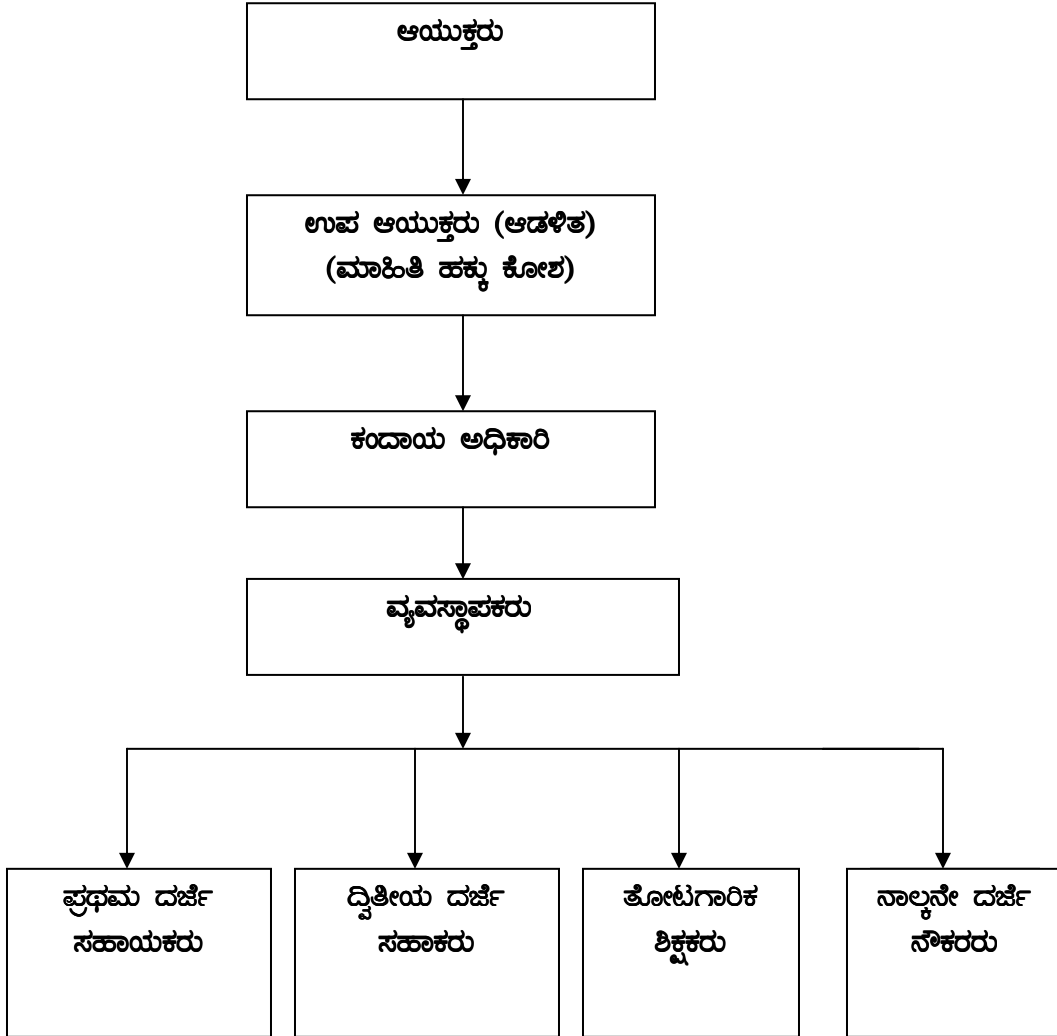 ಆಯುಕ್ತರು
ಉಪ ಆಯುಕ್ತರು (ಆಡಳಿತ)
(ಮಾಹಿತಿ ಹಕ್ಕು ಕೋಶ)
ಕಂದಾಯ ಅಧಿಕಾರಿ
ವ್ಯವಸ್ಥಾಪಕರು
ಪ್ರಥಮ ದರ್ಜೆ
ಸಹಾಯಕರು
ದ್ವಿತೀಯ ದರ್ಜೆ
ಸಹಾಕರು
ತೋಟಗಾರಿಕ
ಶಿಕ್ಷಕರು
ನಾಲ್ಕನೇ ದರ್ಜೆ
ನೌಕರರು